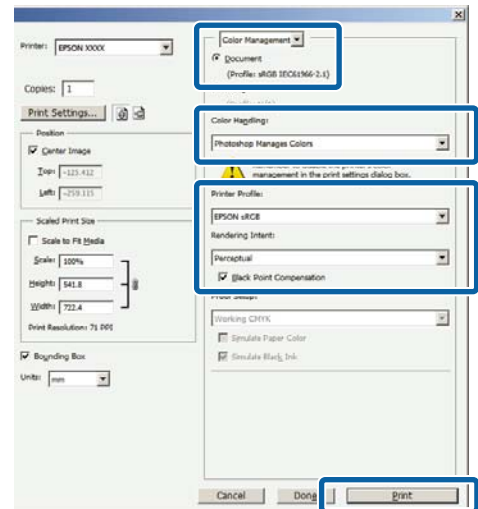 Printer: EPSON XXXX
Copies: 1
Print Settings...
Position
Center Image
Top: -125.412
Left: -259.115
Scaled Print Size
Scale to Fit Media
Scale: 100%
Height: 541.8
Width: 722.4
Print Resolution: 71 PPI
Bounding Box
Units: mm
Color Management
Document
(Profile: sRGB IEC61966-2.1)
Color Handling:
Photoshop Manages Colors
management in the print settings dialog box.
Printer Profile:
EPSON sRGB
Rendering Intent:
Perceptual
Black Point Compensation
Working CMYK
Simulate Paper Color
Simulate Black Ink
Cancel
Done
Print